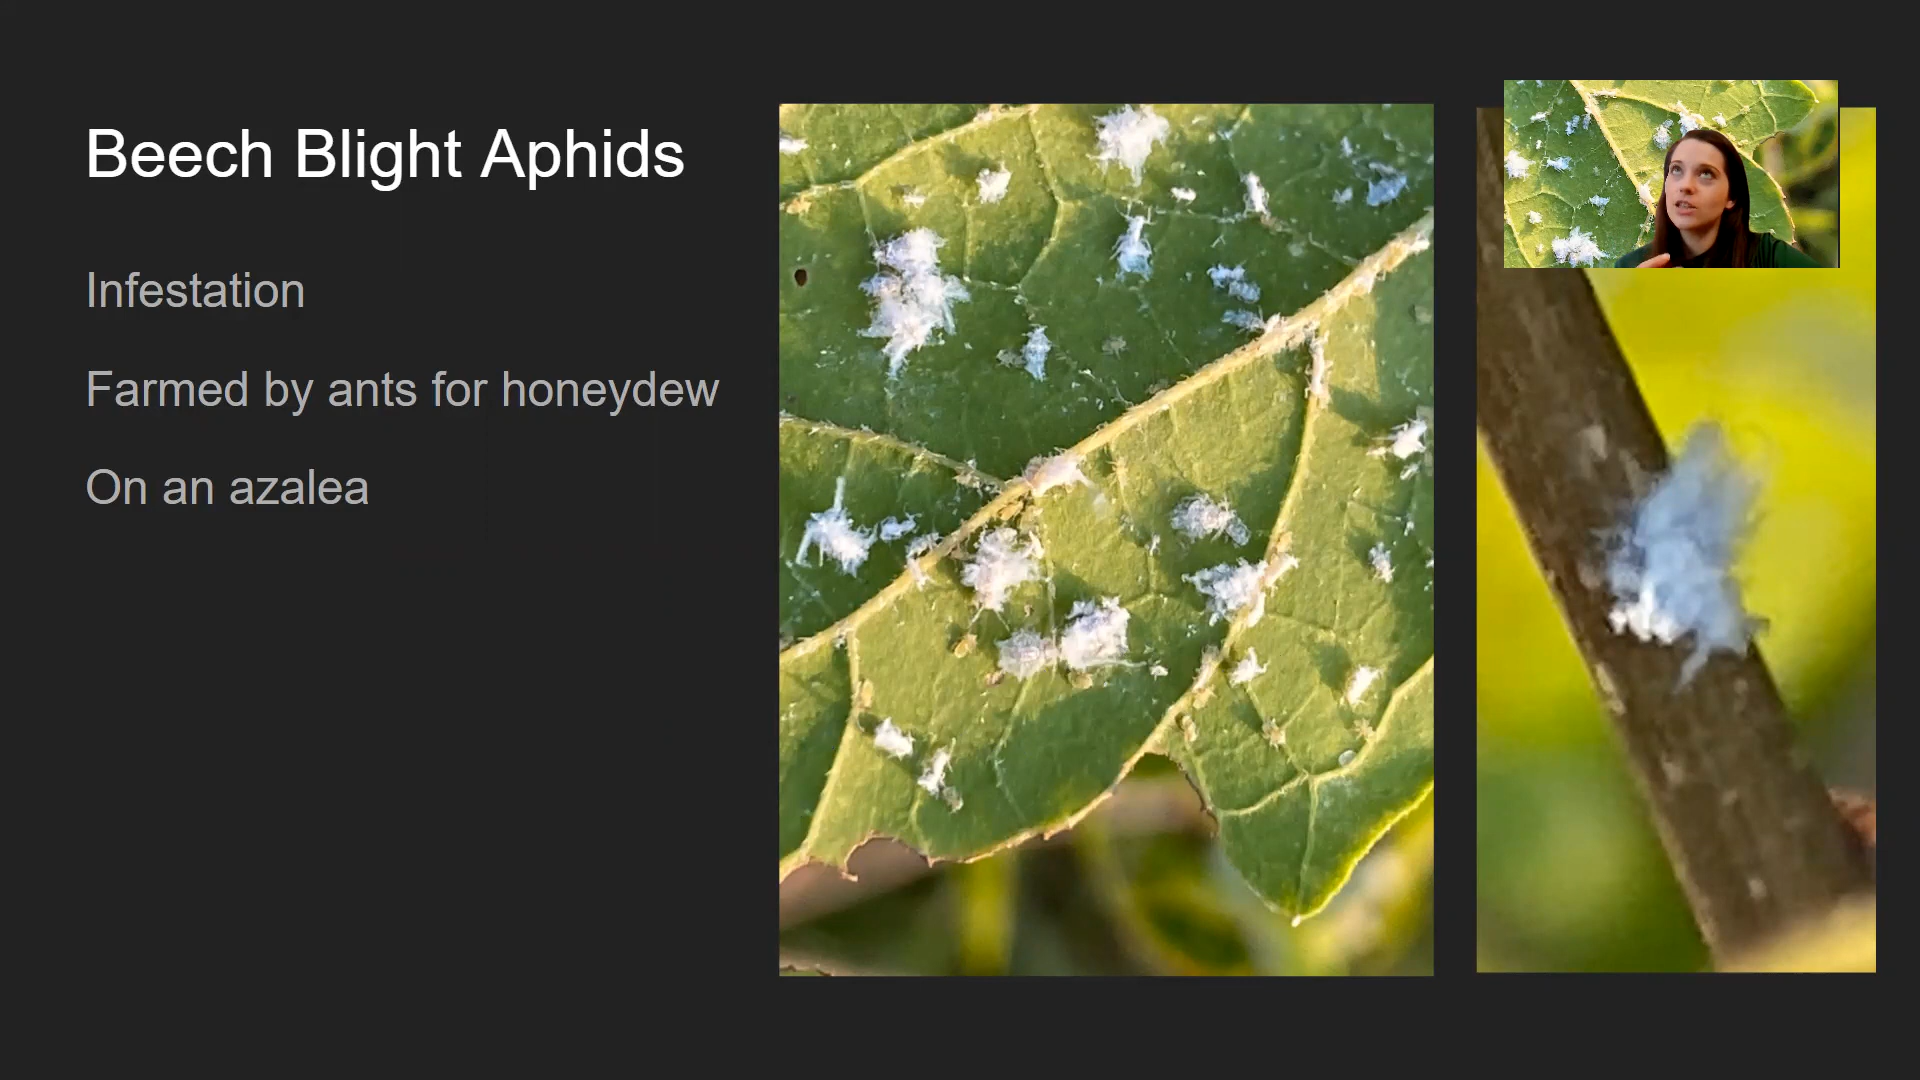 Beech Blight Aphids
Infestation
Farmed by ants for honeydew
On an azalea